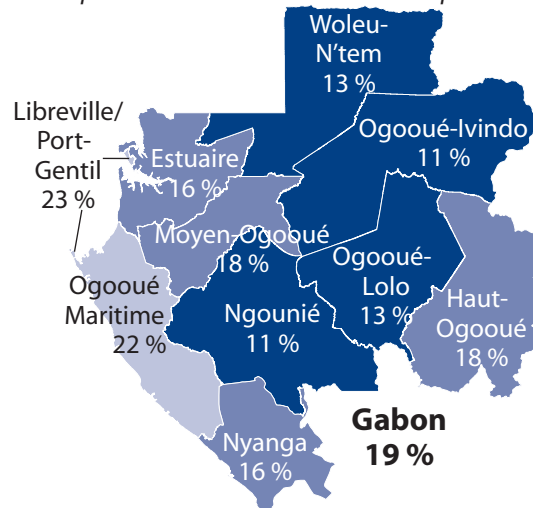 Woleu-
N'tem
13 %
Libreville/
Port-
Gentil
23 %
Estuaire
16 %
Ogooué-Ivindo
11 %
Moyen-Ogooué
18 %
Ogooué
Maritime
22 %
Ogooué-
Lolo
13 %
Haut-
Ogooué
18 %
Ngounié
11 %
Nyanga
16 %
Gabon
19 %